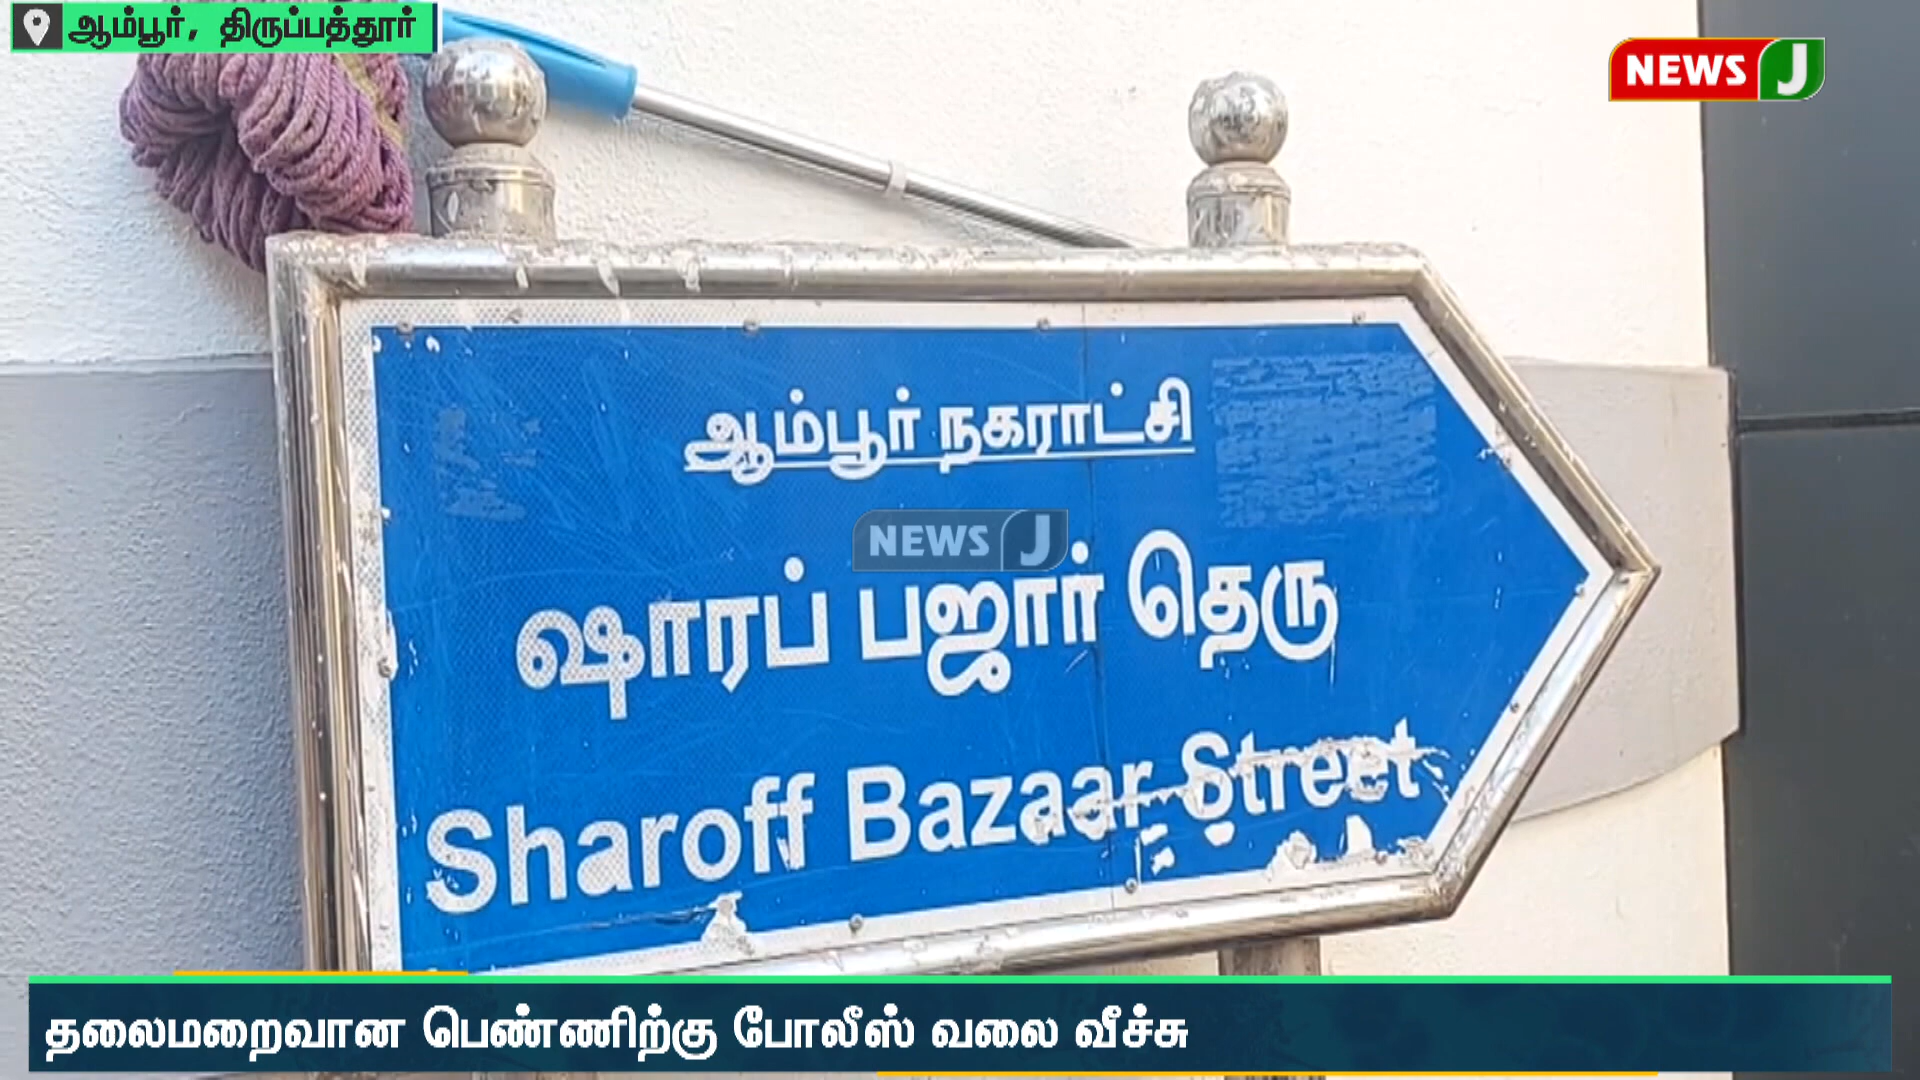 ஆம்பூர், திருப்பத்தூர்
NEWS J
ஆம்பூர் நகராட்சி
NEWS J
ஷாரப் பஜார் தெரு
Sharoff Bazaar Street
தலைமறைவான பெண்ணிற்கு போலீஸ் வலை வீச்சு